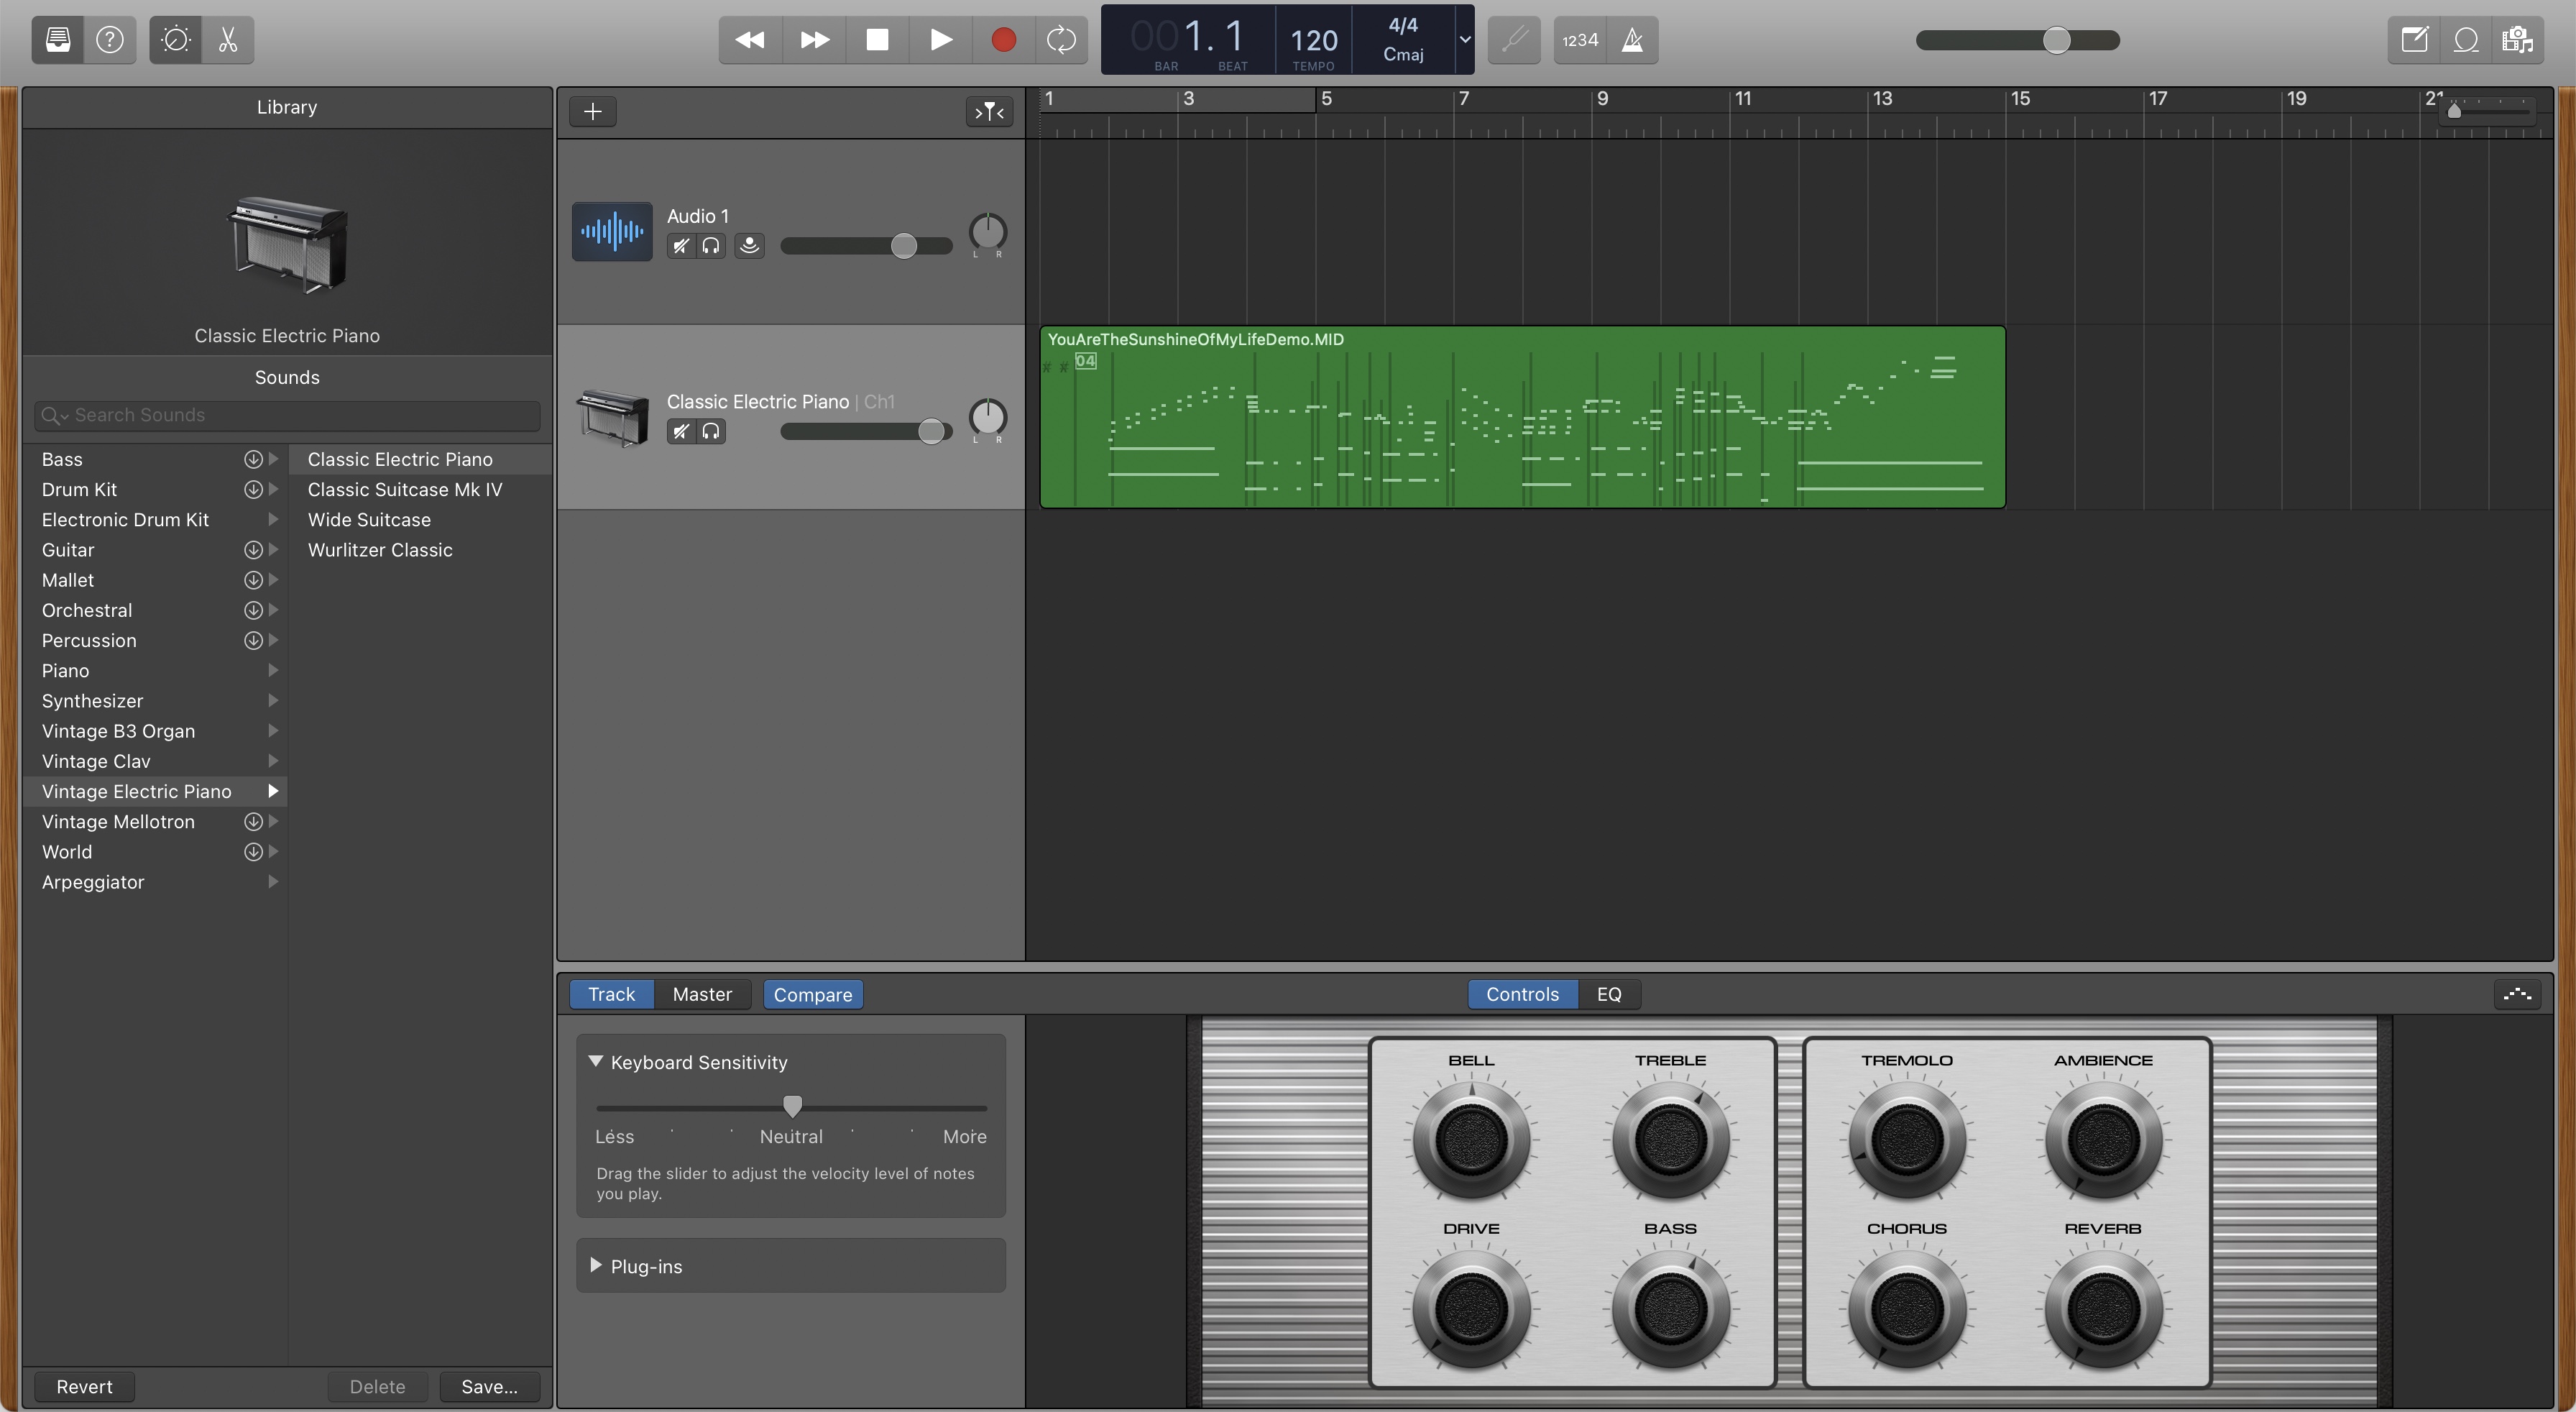 001. 1
BAR BEAT
120
TEMPO
4/4
Cmaj
1234
Library
Classic Electric Piano
Sounds
Search Sounds
Bass
Drum Kit
Electronic Drum Kit
Guitar
Mallet
Orchestral
Percussion
Piano
Synthesizer
Vintage B3 Organ
Vintage Clav
Vintage Electric Piano
Vintage Mellotron
World
Arpeggiator
Classic Electric Piano
Classic Suitcase Mk IV
Wide Suitcase
Wurlitzer Classic
Revert Delete Save...
1 3 5 7 9 11 13 15 17 19 21
Audio 1
L R
Classic Electric Piano | Ch1
L R
YouAreTheSunshineOfMyLifeDemo.MID
04
Track Master Compare
Controls EQ
Keyboard Sensitivity
Less Neutral More
Drag the slider to adjust the velocity level of notes
you play.
Plug-ins
BELL TREBLE TREMOLO AMBIENCE
DRIVE BASS CHORUS REVERB